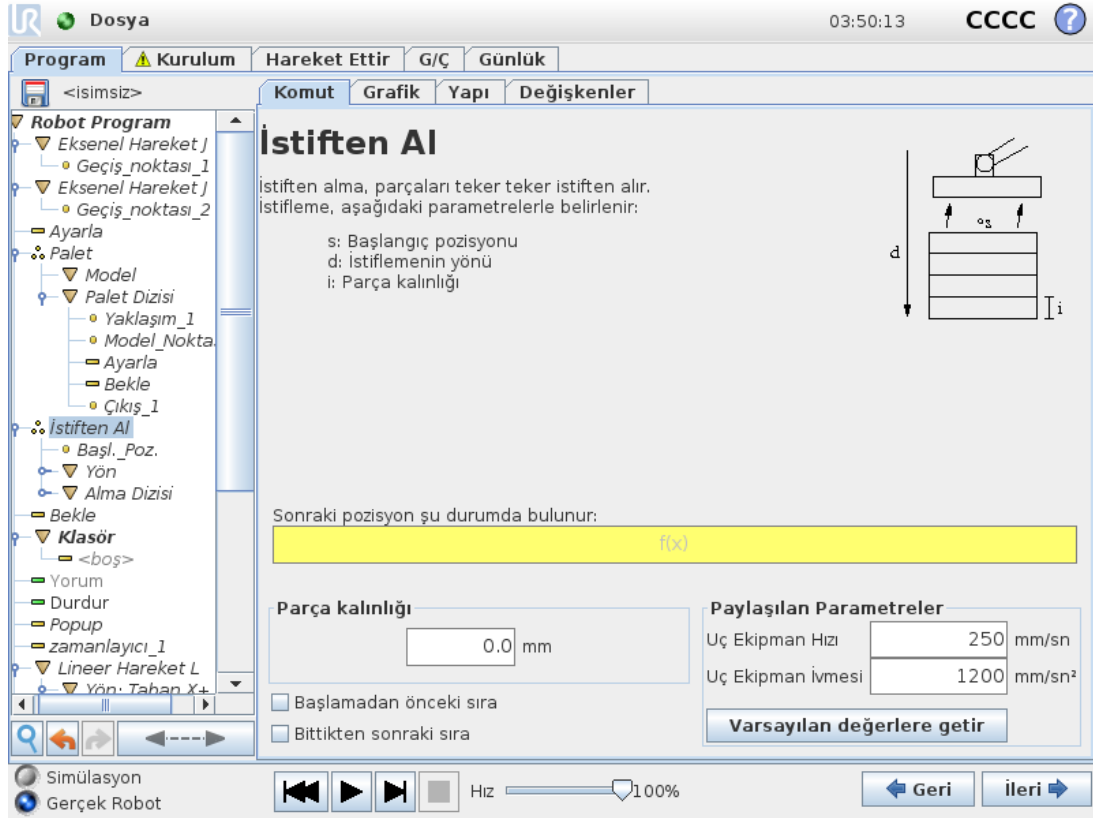 UR Dosya 03:50:13 CCCC ?
Program Kurulum Hareket Ettir G/Ç Günlük
<isimsiz> Komut Grafik Yapı Değişkenler
Robot Program
Eksenel Hareket J
Geçiş_noktası_1
Eksenel Hareket J
Geçiş_noktası_2
Ayarla
Palet
Model
Palet Dizisi
Yaklaşım_1
Model_Nokta
Ayarla
Bekle
Çıkış_1
İstiften Al
Başl._Poz.
Yön
Alma Dizisi
Bekle
Klasör
<boş>
Yorum
Durdur
Popup
zamanlayıcı_1
Lineer Hareket L
Yön: Taban X+
İstiften Al
İstiften alma, parçaları teker teker istiften alır.
İstifleme, aşağıdaki parametrelerle belirlenir:
s: Başlangıç pozisyonu
d: İstiflemenin yönü
i: Parça kalınlığı
s
d
i
Sonraki pozisyon şu durumda bulunur:
f(x)
Parça kalınlığı
0.0 mm
Başlamadan önceki sıra
Bittikten sonraki sıra
Paylaşılan Parametreler
Uç Ekipman Hızı 250 mm/sn
Uç Ekipman İvmesi 1200 mm/sn²
Varsayılan değerlere getir
Simülasyon
Gerçek Robot
Hız 100%
Geri İleri